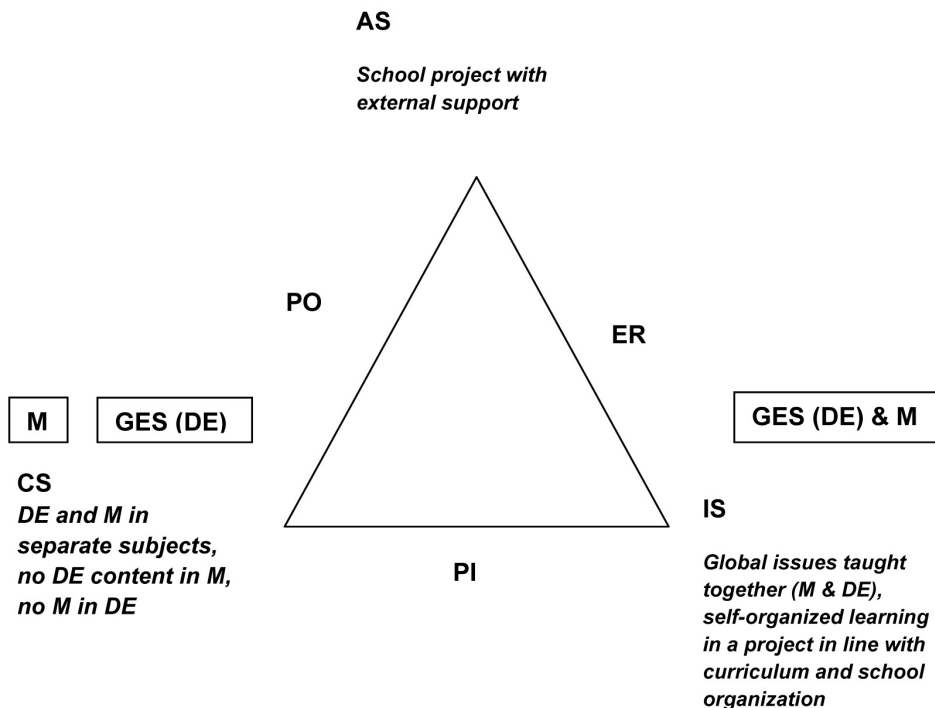 AS
School project with
external support
PO
ER
M
GES (DE)
GES (DE) & M
CS
DE and M in
separate subjects,
no DE content in M,
no M in DE
PI
IS
Global issues taught
together (M & DE),
self-organized learning
in a project in line with
curriculum and school
organization